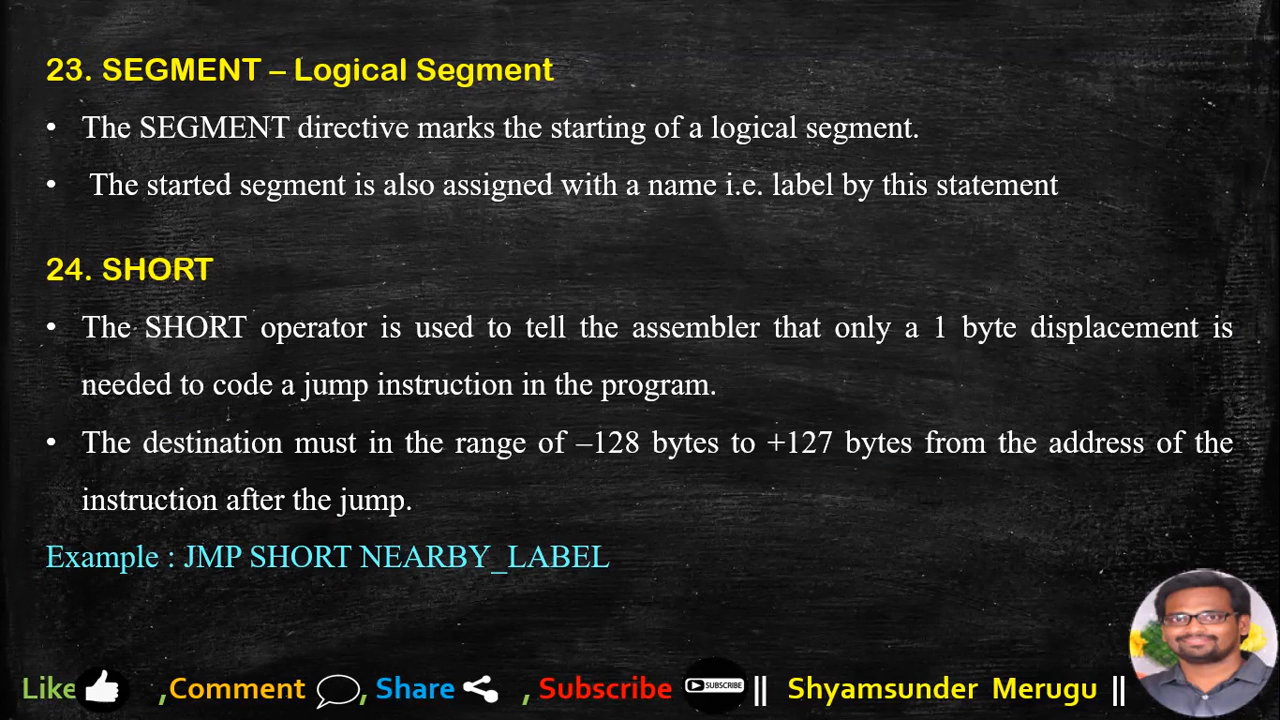 23. SEGMENT – Logical Segment
• The SEGMENT directive marks the starting of a logical segment.
• The started segment is also assigned with a name i.e. label by this statement
24. SHORT
• The SHORT operator is used to tell the assembler that only a 1 byte displacement is
needed to code a jump instruction in the program.
• The destination must in the range of –128 bytes to +127 bytes from the address of the
instruction after the jump.
Example : JMP SHORT NEARBY_LABEL
Like , Comment , Share , Subscribe SUBSCRIBE || Shyamsunder Merugu ||